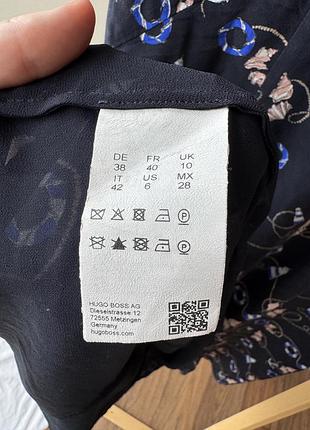 DE FR UK
38 40 10
IT US MX
42 6 28
P
P
HUGO BOSS AG
Dieselstrasse 12
72555 Metzingen
Germany
hugoboss.com